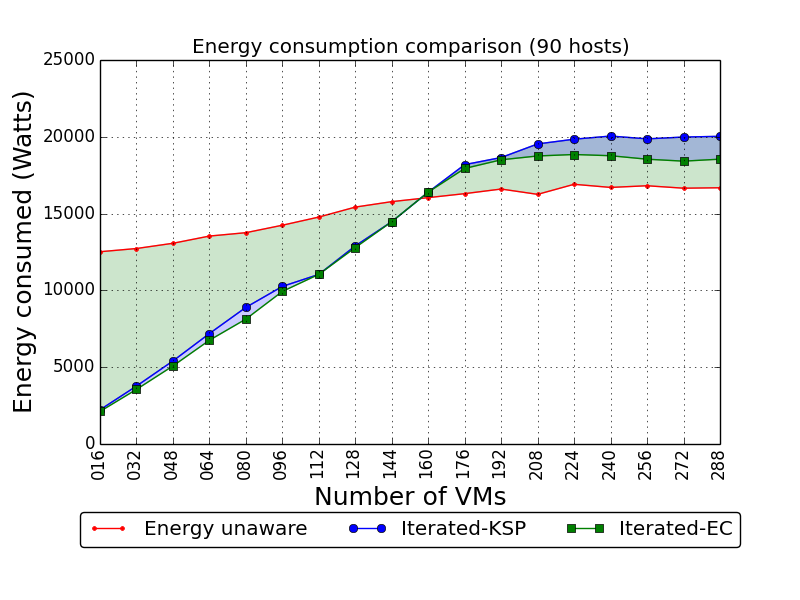 Energy consumption comparison (90 hosts)
25000
20000
15000
10000
5000
0
Energy consumed (Watts)
016 032 048 064 080 096 112 128 144 160 176 192 208 224 240 256 272 288
Number of VMs
Energy unaware Iterated-KSP Iterated-EC